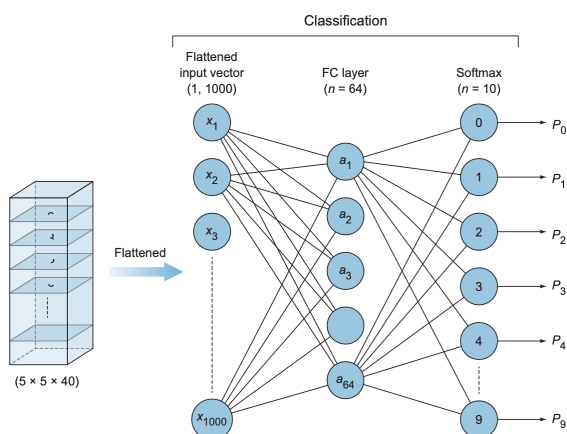 Classification
Flattened
input vector
(1, 1000)
FC layer
(n = 64)
Softmax
(n = 10)
x1
x2
x3
x1000
a1
a2
a3
a64
0
1
2
3
4
9
P0
P1
P2
P3
P4
P9
Flattened
(5 × 5 × 40)